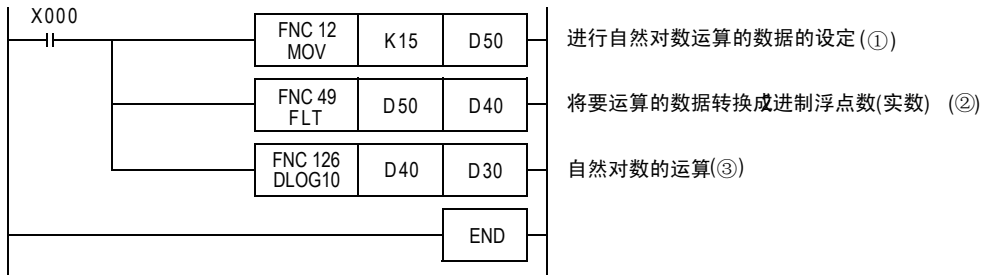 X000
FNC 12 MOV K15 D50 进行自然对数运算的数据的设定(①)
FNC 49 FLT D50 D40 将要运算的数据转换成进制浮点数(实数) (②)
FNC 126 DLOG10 D40 D30 自然对数的运算(③)
END